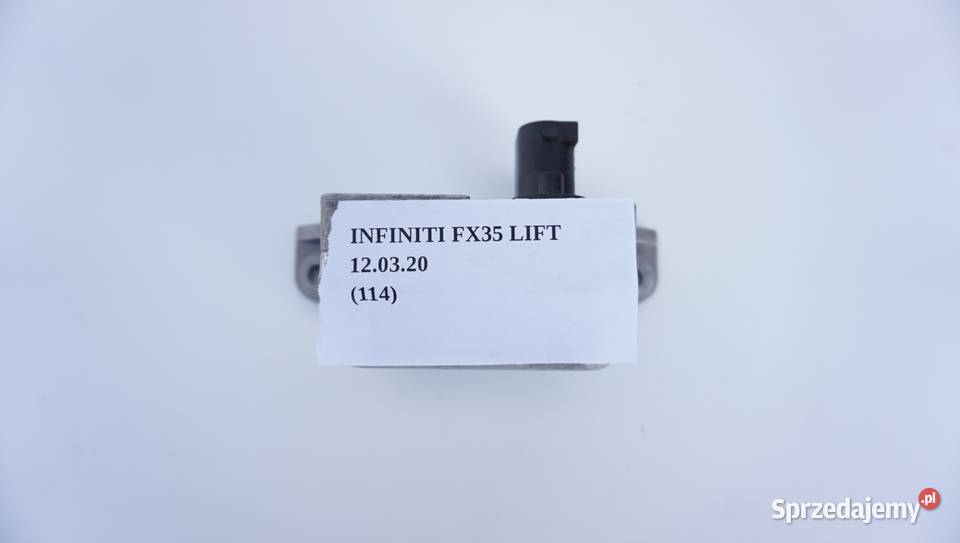 INFINITI FX35 LIFT
12.03.20
(114)
Sprzedajemy.pl